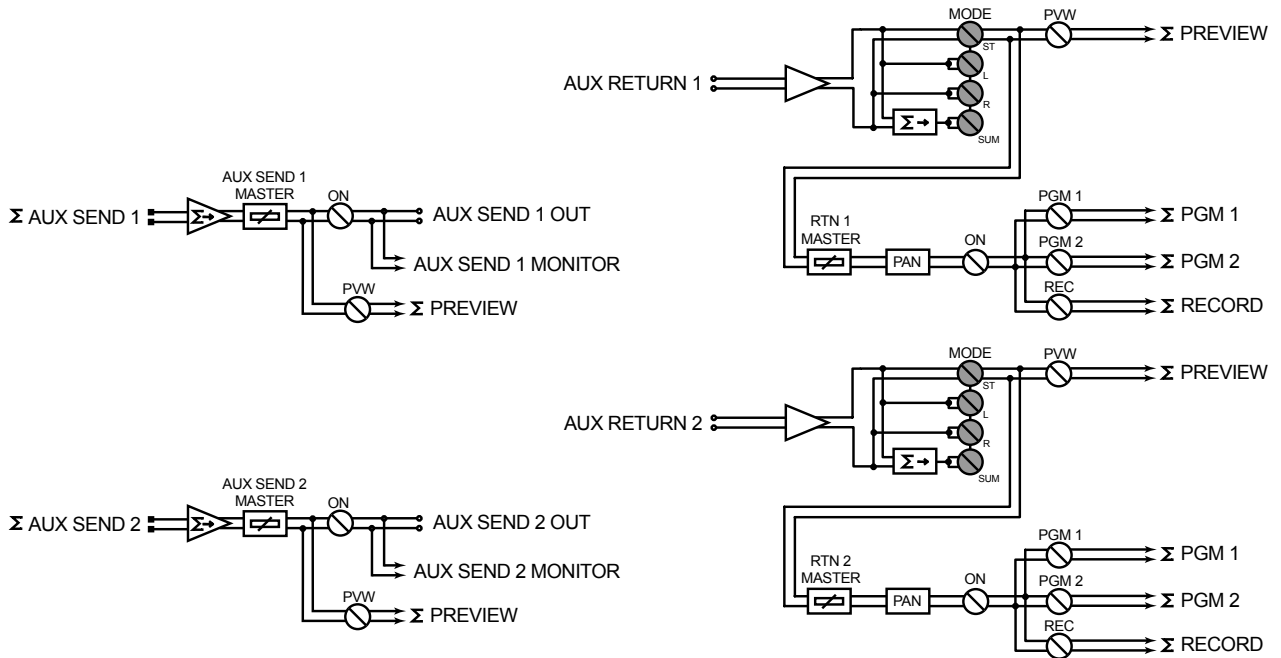 Σ AUX SEND 1
Σ→
AUX SEND 1
MASTER
ON
AUX SEND 1 OUT
AUX SEND 1 MONITOR
PVW
Σ PREVIEW
Σ AUX SEND 2
Σ→
AUX SEND 2
MASTER
ON
AUX SEND 2 OUT
AUX SEND 2 MONITOR
PVW
Σ PREVIEW
AUX RETURN 1
MODE
ST
L
R
Σ→
SUM
PVW
Σ PREVIEW
RTN 1
MASTER
PAN
ON
PGM 1
Σ PGM 1
PGM 2
Σ PGM 2
REC
Σ RECORD
AUX RETURN 2
MODE
ST
L
R
Σ→
SUM
PVW
Σ PREVIEW
RTN 2
MASTER
PAN
ON
PGM 1
Σ PGM 1
PGM 2
Σ PGM 2
REC
Σ RECORD